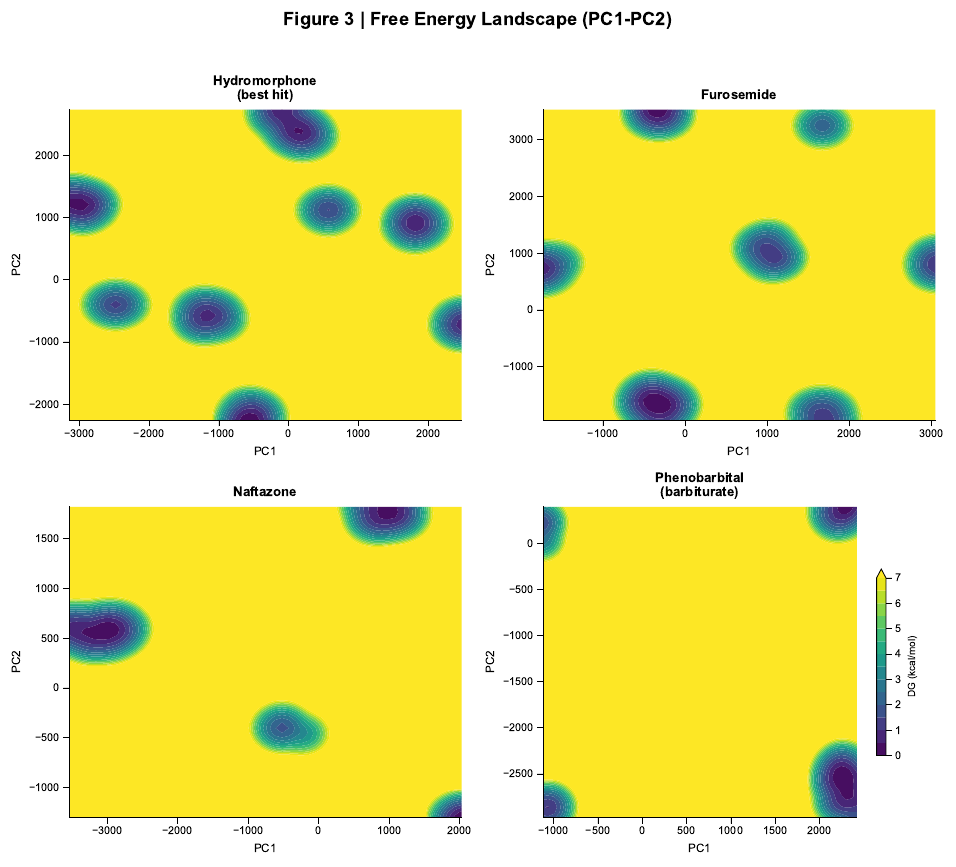 Figure 3 | Free Energy Landscape (PC1-PC2)
Hydromorphone
(best hit)
2000
1000
0
−1000
−2000
PC2
−3000 −2000 −1000 0 1000 2000
PC1
Furosemide
3000
2000
1000
0
−1000
PC2
−1000 0 1000 2000 3000
PC1
Naftazone
1500
1000
500
0
−500
−1000
PC2
−3000 −2000 −1000 0 1000 2000
PC1
Phenobarbital
(barbiturate)
0
−500
−1000
−1500
−2000
−2500
PC2
−1000 −500 0 500 1000 1500 2000
PC1
7
6
5
4
3
2
1
0
DG (kcal/mol)